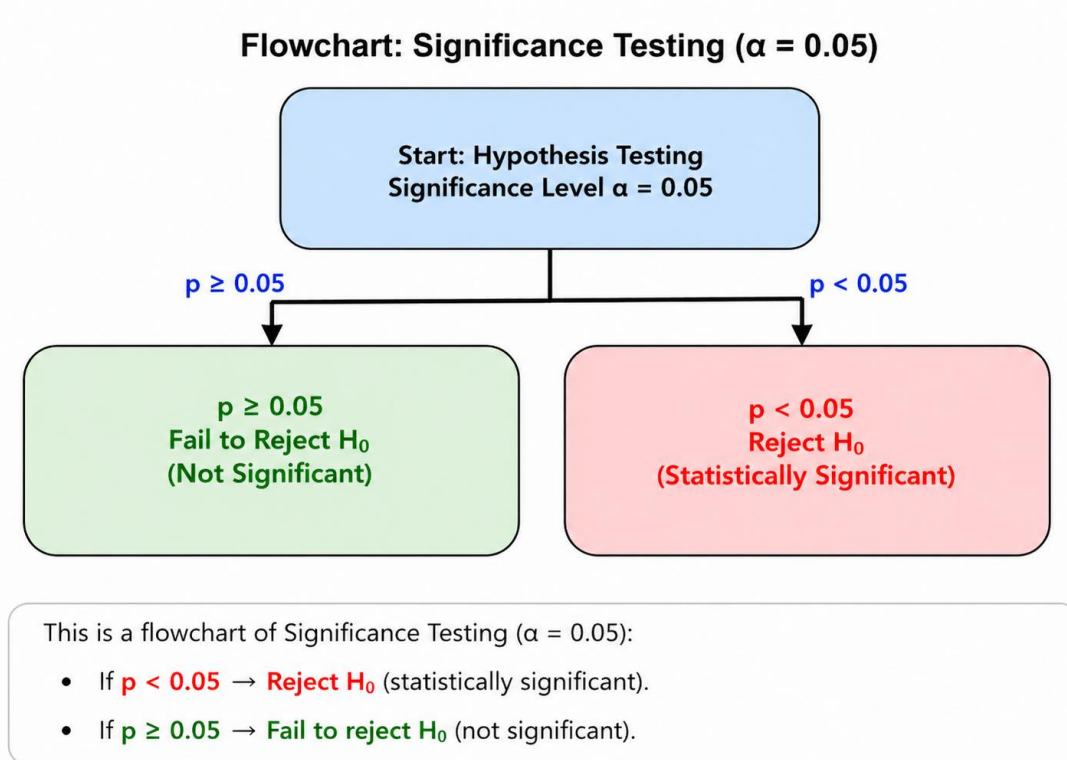 Flowchart: Significance Testing (α = 0.05)
Start: Hypothesis Testing
Significance Level α = 0.05
p ≥ 0.05
p < 0.05
p ≥ 0.05
Fail to Reject H₀
(Not Significant)
p < 0.05
Reject H₀
(Statistically Significant)
This is a flowchart of Significance Testing (α = 0.05):
• If p < 0.05 → Reject H₀ (statistically significant).
• If p ≥ 0.05 → Fail to reject H₀ (not significant).